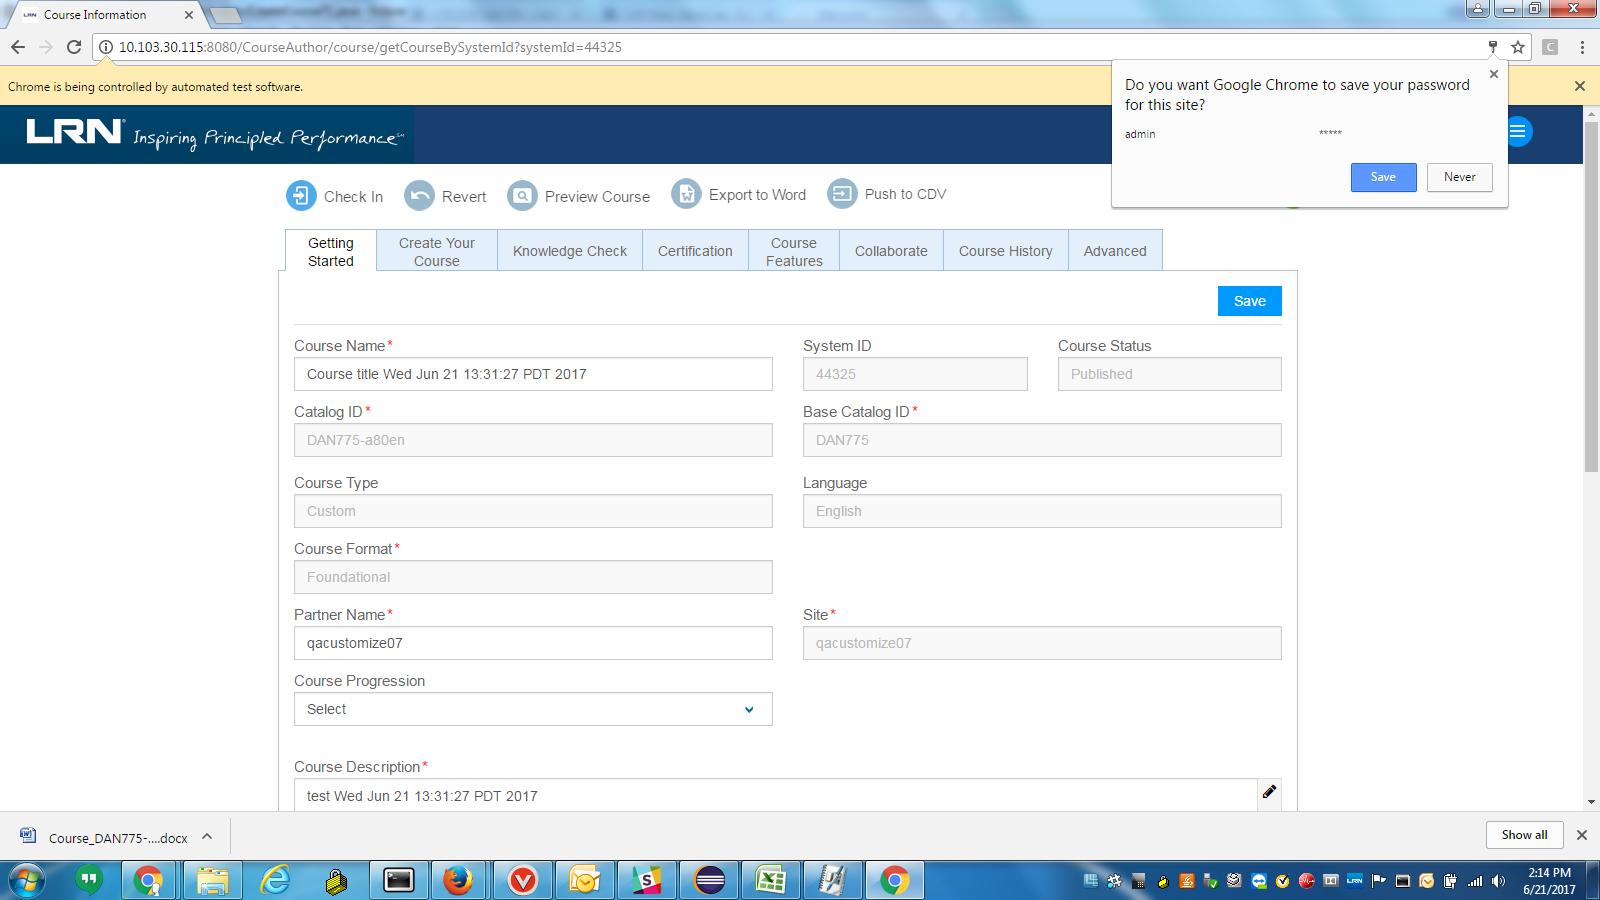 Course Information
10.103.30.115:8080/CourseAuthor/course/getCourseBySystemId?systemId=44325
C
Chrome is being controlled by automated test software.
Do you want Google Chrome to save your password
for this site?
admin *****
Save Never
LRN Inspiring Principled Performance
Check In Revert Preview Course Export to Word Push to CDV
Getting Started
Create Your Course
Knowledge Check
Certification
Course Features
Collaborate
Course History
Advanced
Save
Course Name* System ID Course Status
Course title Wed Jun 21 13:31:27 PDT 2017 44325 Published
Catalog ID* Base Catalog ID*
DAN775-a80en DAN775
Course Type Language
Custom English
Course Format*
Foundational
Partner Name* Site*
qacustomize07 qacustomize07
Course Progression
Select
Course Description*
test Wed Jun 21 13:31:27 PDT 2017
Course_DAN775-....docx Show all
2:14 PM
6/21/2017